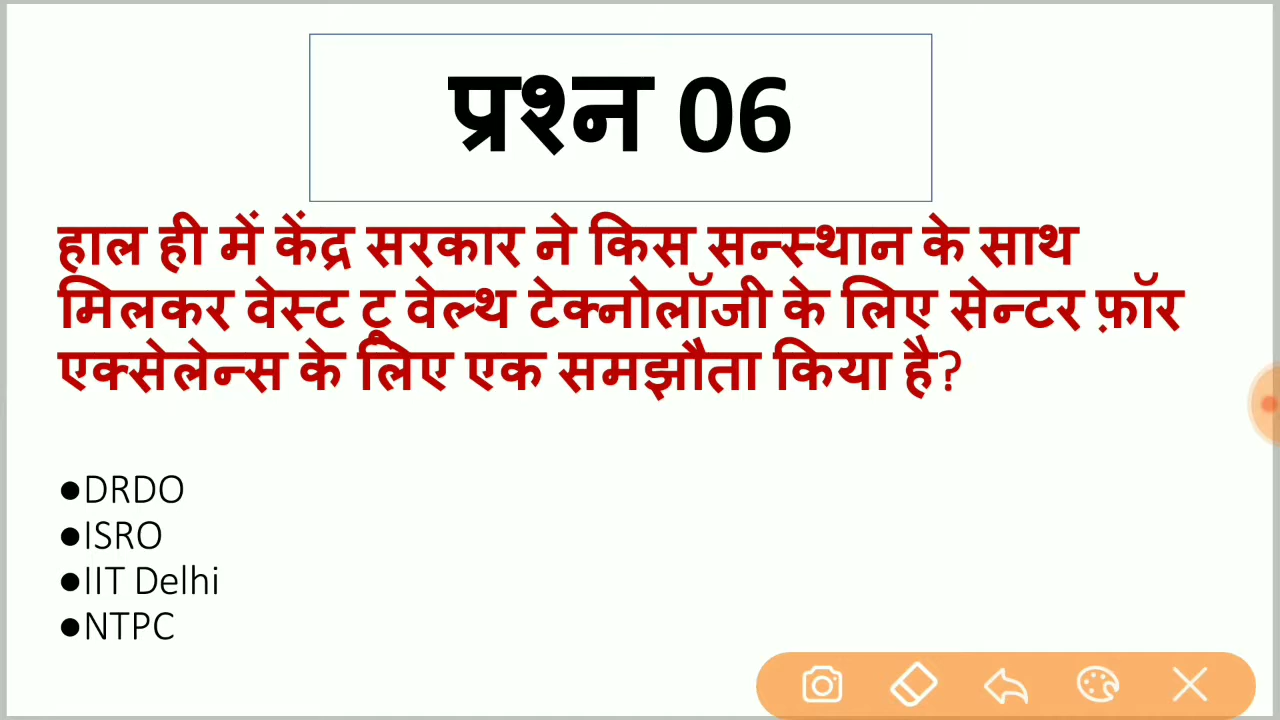 प्रश्न 06
हाल ही में केंद्र सरकार ने किस सन्स्थान के साथ
मिलकर वेस्ट टू वेल्थ टेक्नोलॉजी के लिए सेन्टर फ़ॉर
एक्सेलेन्स के लिए एक समझौता किया है?
●DRDO
●ISRO
●IIT Delhi
●NTPC